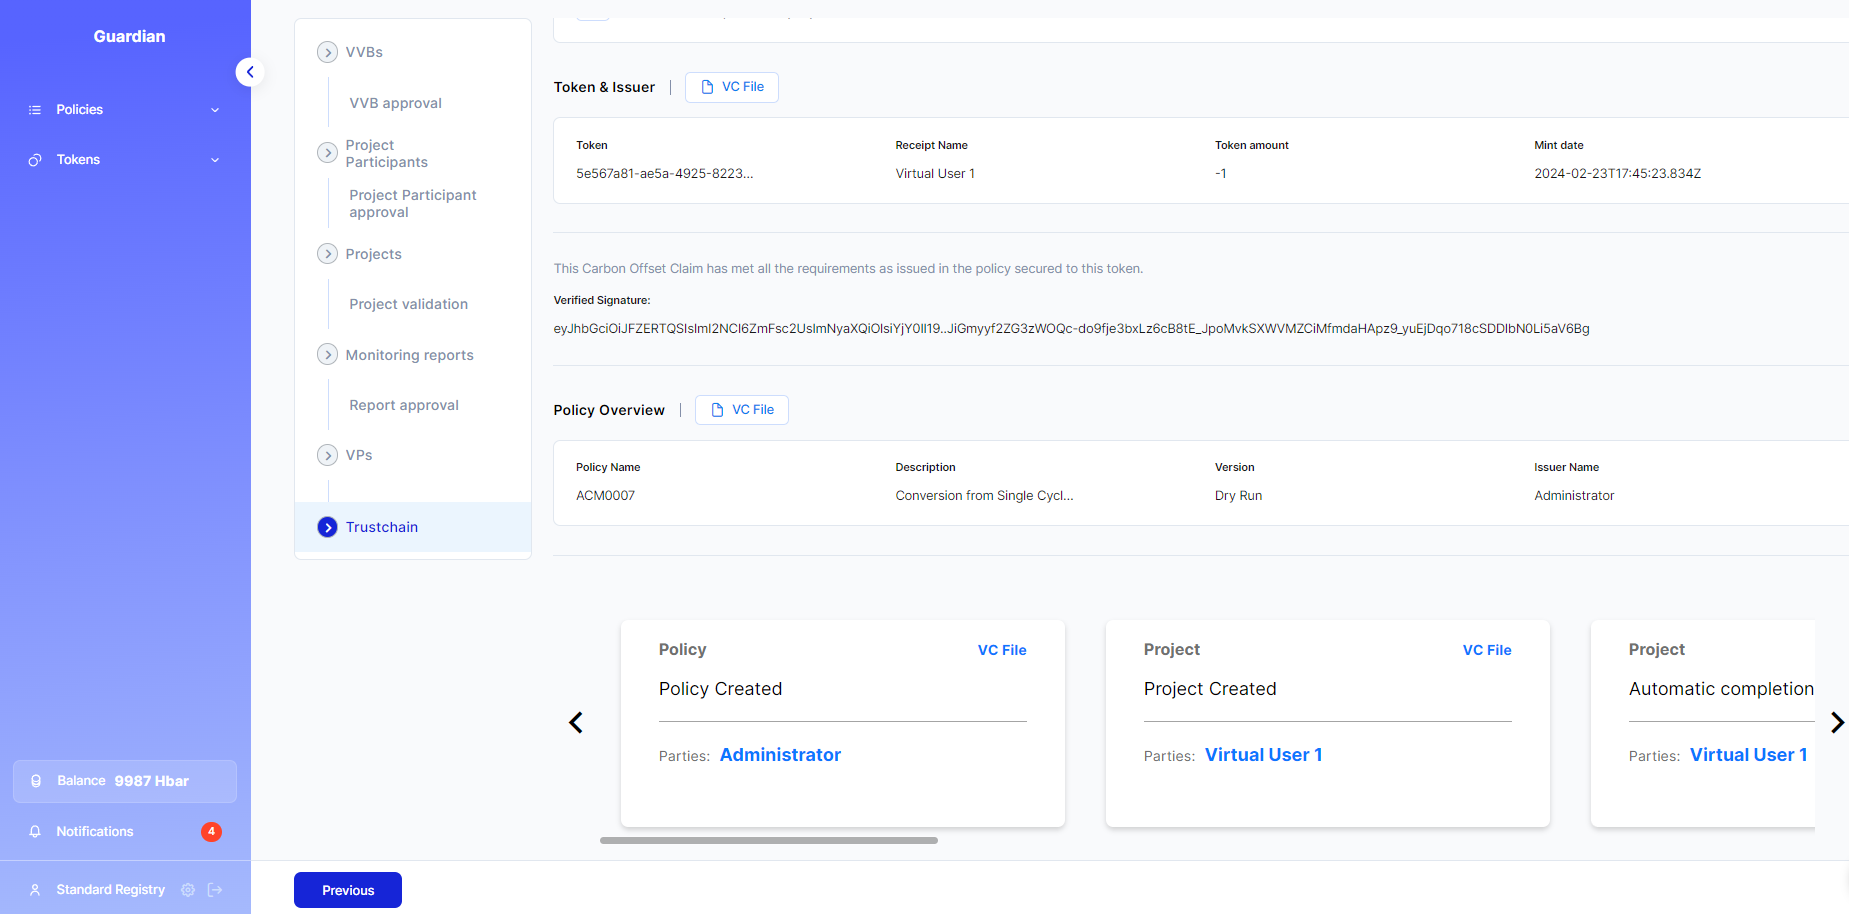 Guardian
Policies
Tokens
Balance 9987 Hbar
Notifications 4
Standard Registry
VVBs
VVB approval
Project
Participants
Project Participant
approval
Projects
Project validation
Monitoring reports
Report approval
VPs
Trustchain
Token & Issuer | VC File
Token Receipt Name Token amount Mint date
5e567a81-ae5a-4925-8223... Virtual User 1 -1 2024-02-23T17:45:23.834Z
This Carbon Offset Claim has met all the requirements as issued in the policy secured to this token.
Verified Signature:
eyJhbGciOiJFZERTQSIsImI2NCI6ZmFsc2UsImNyaXQiOlsiYjY0Il19..JiGmyyf2ZG3zWOQc-do9fje3bxLz6cB8tE_JpoMvkSXWVMZCiMfmdaHApz9_yuEjDqo718cSDDIbN0Li5aV6Bg
Policy Overview | VC File
Policy Name Description Version Issuer Name
ACM0007 Conversion from Single Cycl... Dry Run Administrator
Policy VC File
Policy Created
Parties: Administrator
Project VC File
Project Created
Parties: Virtual User 1
Project
Automatic completion
Parties: Virtual User 1
Previous